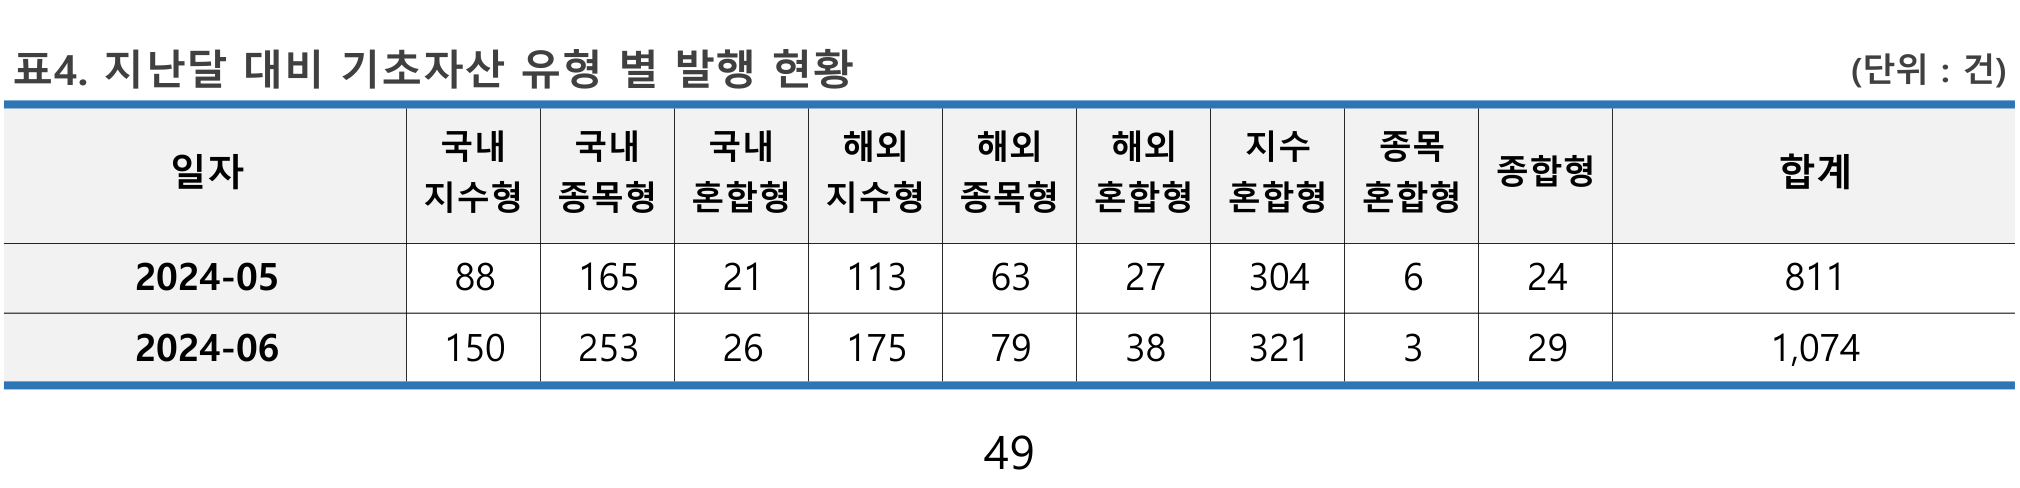 표4. 지난달 대비 기초자산 유형 별 발행 현황 (단위 : 건)
일자 국내 지수형 국내 종목형 국내 혼합형 해외 지수형 해외 종목형 해외 혼합형 지수 혼합형 종목 혼합형 종합형 합계
2024-05 88 165 21 113 63 27 304 6 24 811
2024-06 150 253 26 175 79 38 321 3 29 1,074
49